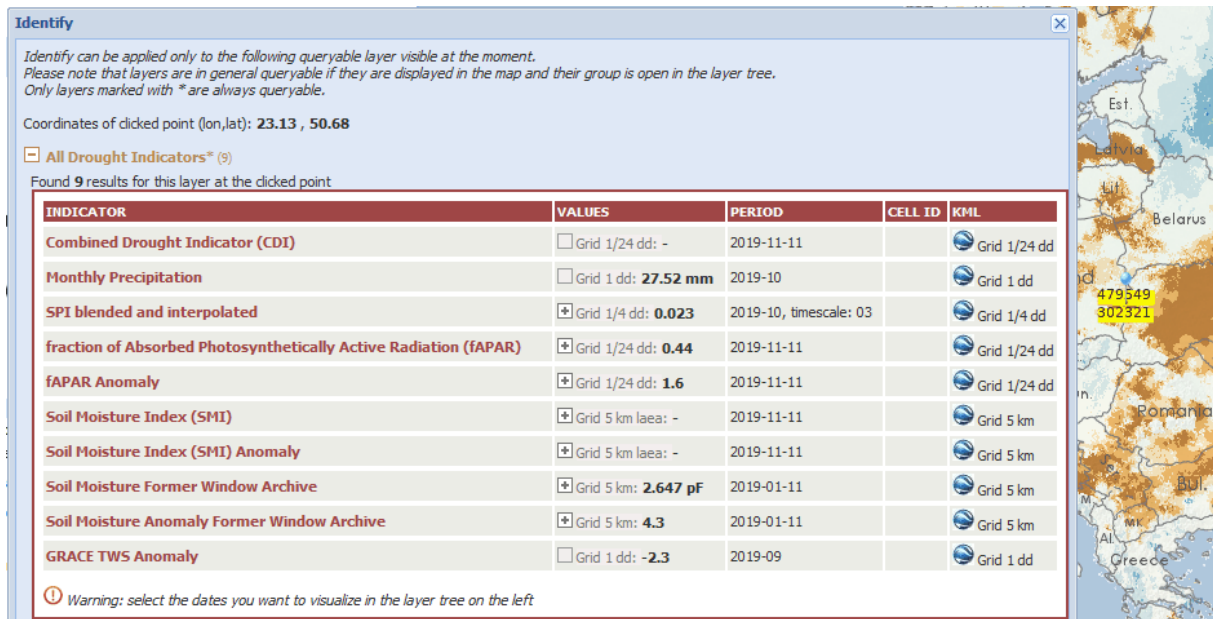 Identify
Identify can be applied only to the following queryable layer visible at the moment.
Please note that layers are in general queryable if they are displayed in the map and their group is open in the layer tree.
Only layers marked with * are always queryable.
Coordinates of clicked point (lon,lat): 23.13 , 50.68
All Drought Indicators* (9)
Found 9 results for this layer at the clicked point
INDICATOR VALUES PERIOD CELL ID KML
Combined Drought Indicator (CDI) Grid 1/24 dd: - 2019-11-11 Grid 1/24 dd
Monthly Precipitation Grid 1 dd: 27.52 mm 2019-10 Grid 1 dd
SPI blended and interpolated Grid 1/4 dd: 0.023 2019-10, timescale: 03 Grid 1/4 dd
fraction of Absorbed Photosynthetically Active Radiation (fAPAR) Grid 1/24 dd: 0.44 2019-11-11 Grid 1/24 dd
fAPAR Anomaly Grid 1/24 dd: 1.6 2019-11-11 Grid 1/24 dd
Soil Moisture Index (SMI) Grid 5 km laea: - 2019-11-11 Grid 5 km
Soil Moisture Index (SMI) Anomaly Grid 5 km laea: - 2019-11-11 Grid 5 km
Soil Moisture Former Window Archive Grid 5 km: 2.647 pF 2019-01-11 Grid 5 km
Soil Moisture Anomaly Former Window Archive Grid 5 km: 4.3 2019-01-11 Grid 5 km
GRACE TWS Anomaly Grid 1 dd: -2.3 2019-09 Grid 1 dd
Warning: select the dates you want to visualize in the layer tree on the left
Est.
Latvia
Lit.
Belarus
479549
302321
Romania
Bul.
MK
Al.
Greece